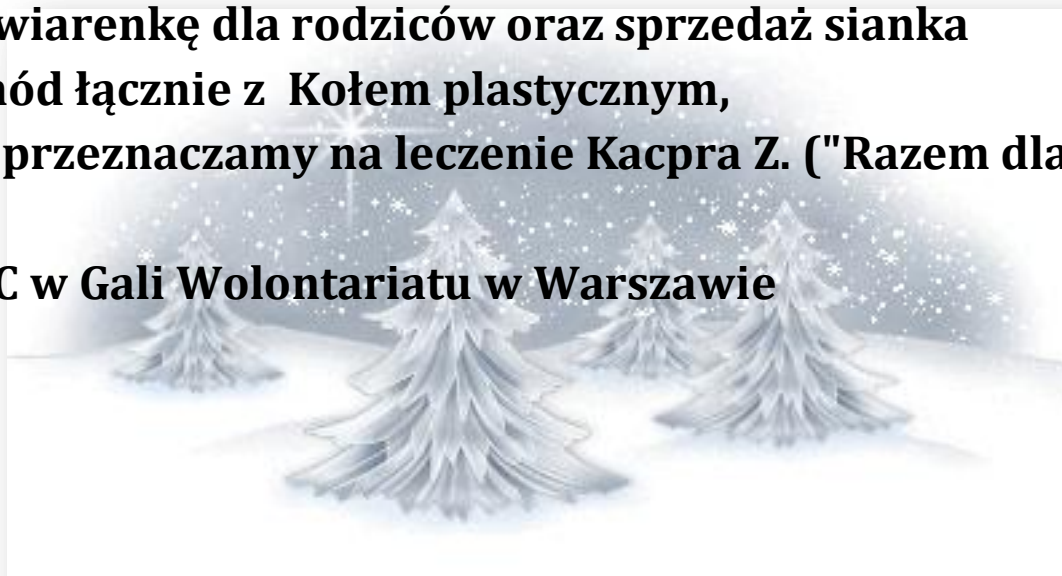 wiarenkę dla rodziców oraz sprzedaż sianka
hód łącznie z Kołem plastycznym,
przeznaczamy na leczenie Kacpra Z. ("Razem dla
C w Gali Wolontariatu w Warszawie